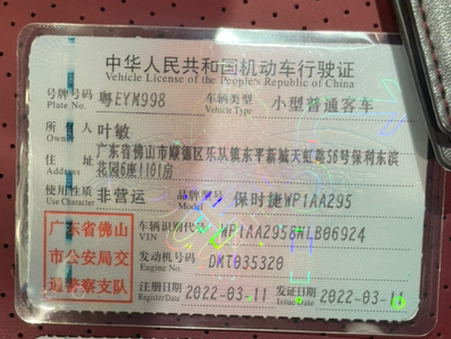 中华人民共和国机动车行驶证
Vehicle License of the People's Republic of China
号牌号码 粤EYM998 车辆类型 小型普通客车
Plate No. Vehicle Type
所有人 叶敏
Owner
住址 广东省佛山市顺德区乐从镇东平新城天虹路56号保利东滨
Address 花园6座1101房
使用性质 非营运 品牌型号 保时捷WP1AA295
Use Character Model
广东省佛山
市公安局交
通警察支队
车辆识别代号 WP1AA2958NLB06924
VIN
发动机号码 DMT035320
Engine No.
注册日期 2022-03-11 发证日期 2022-03-11
Register Date Issue Date